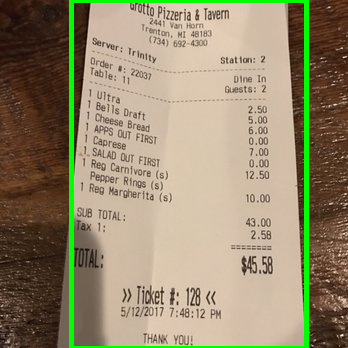 Grotto Pizzeria & Tavern
2441 Van Horn
Trenton, MI 48183
(734) 692-4300
Server: Trinity Station: 2
Order #: 22037 Dine In
Table: 11 Guests: 2
1 Ultra 2.50
1 Bells Draft 5.00
1 Cheese Bread 6.00
1 APPS OUT FIRST 0.00
1 Caprese 7.00
1 SALAD OUT FIRST 0.00
1 Reg Carnivore (s) 12.50
Pepper Rings (s)
1 Reg Margherita (s) 10.00
SUB TOTAL: 43.00
Tax 1: 2.58
========
TOTAL: $45.58
>> Ticket #: 128 <<
5/12/2017 7:48:12 PM
THANK YOU!